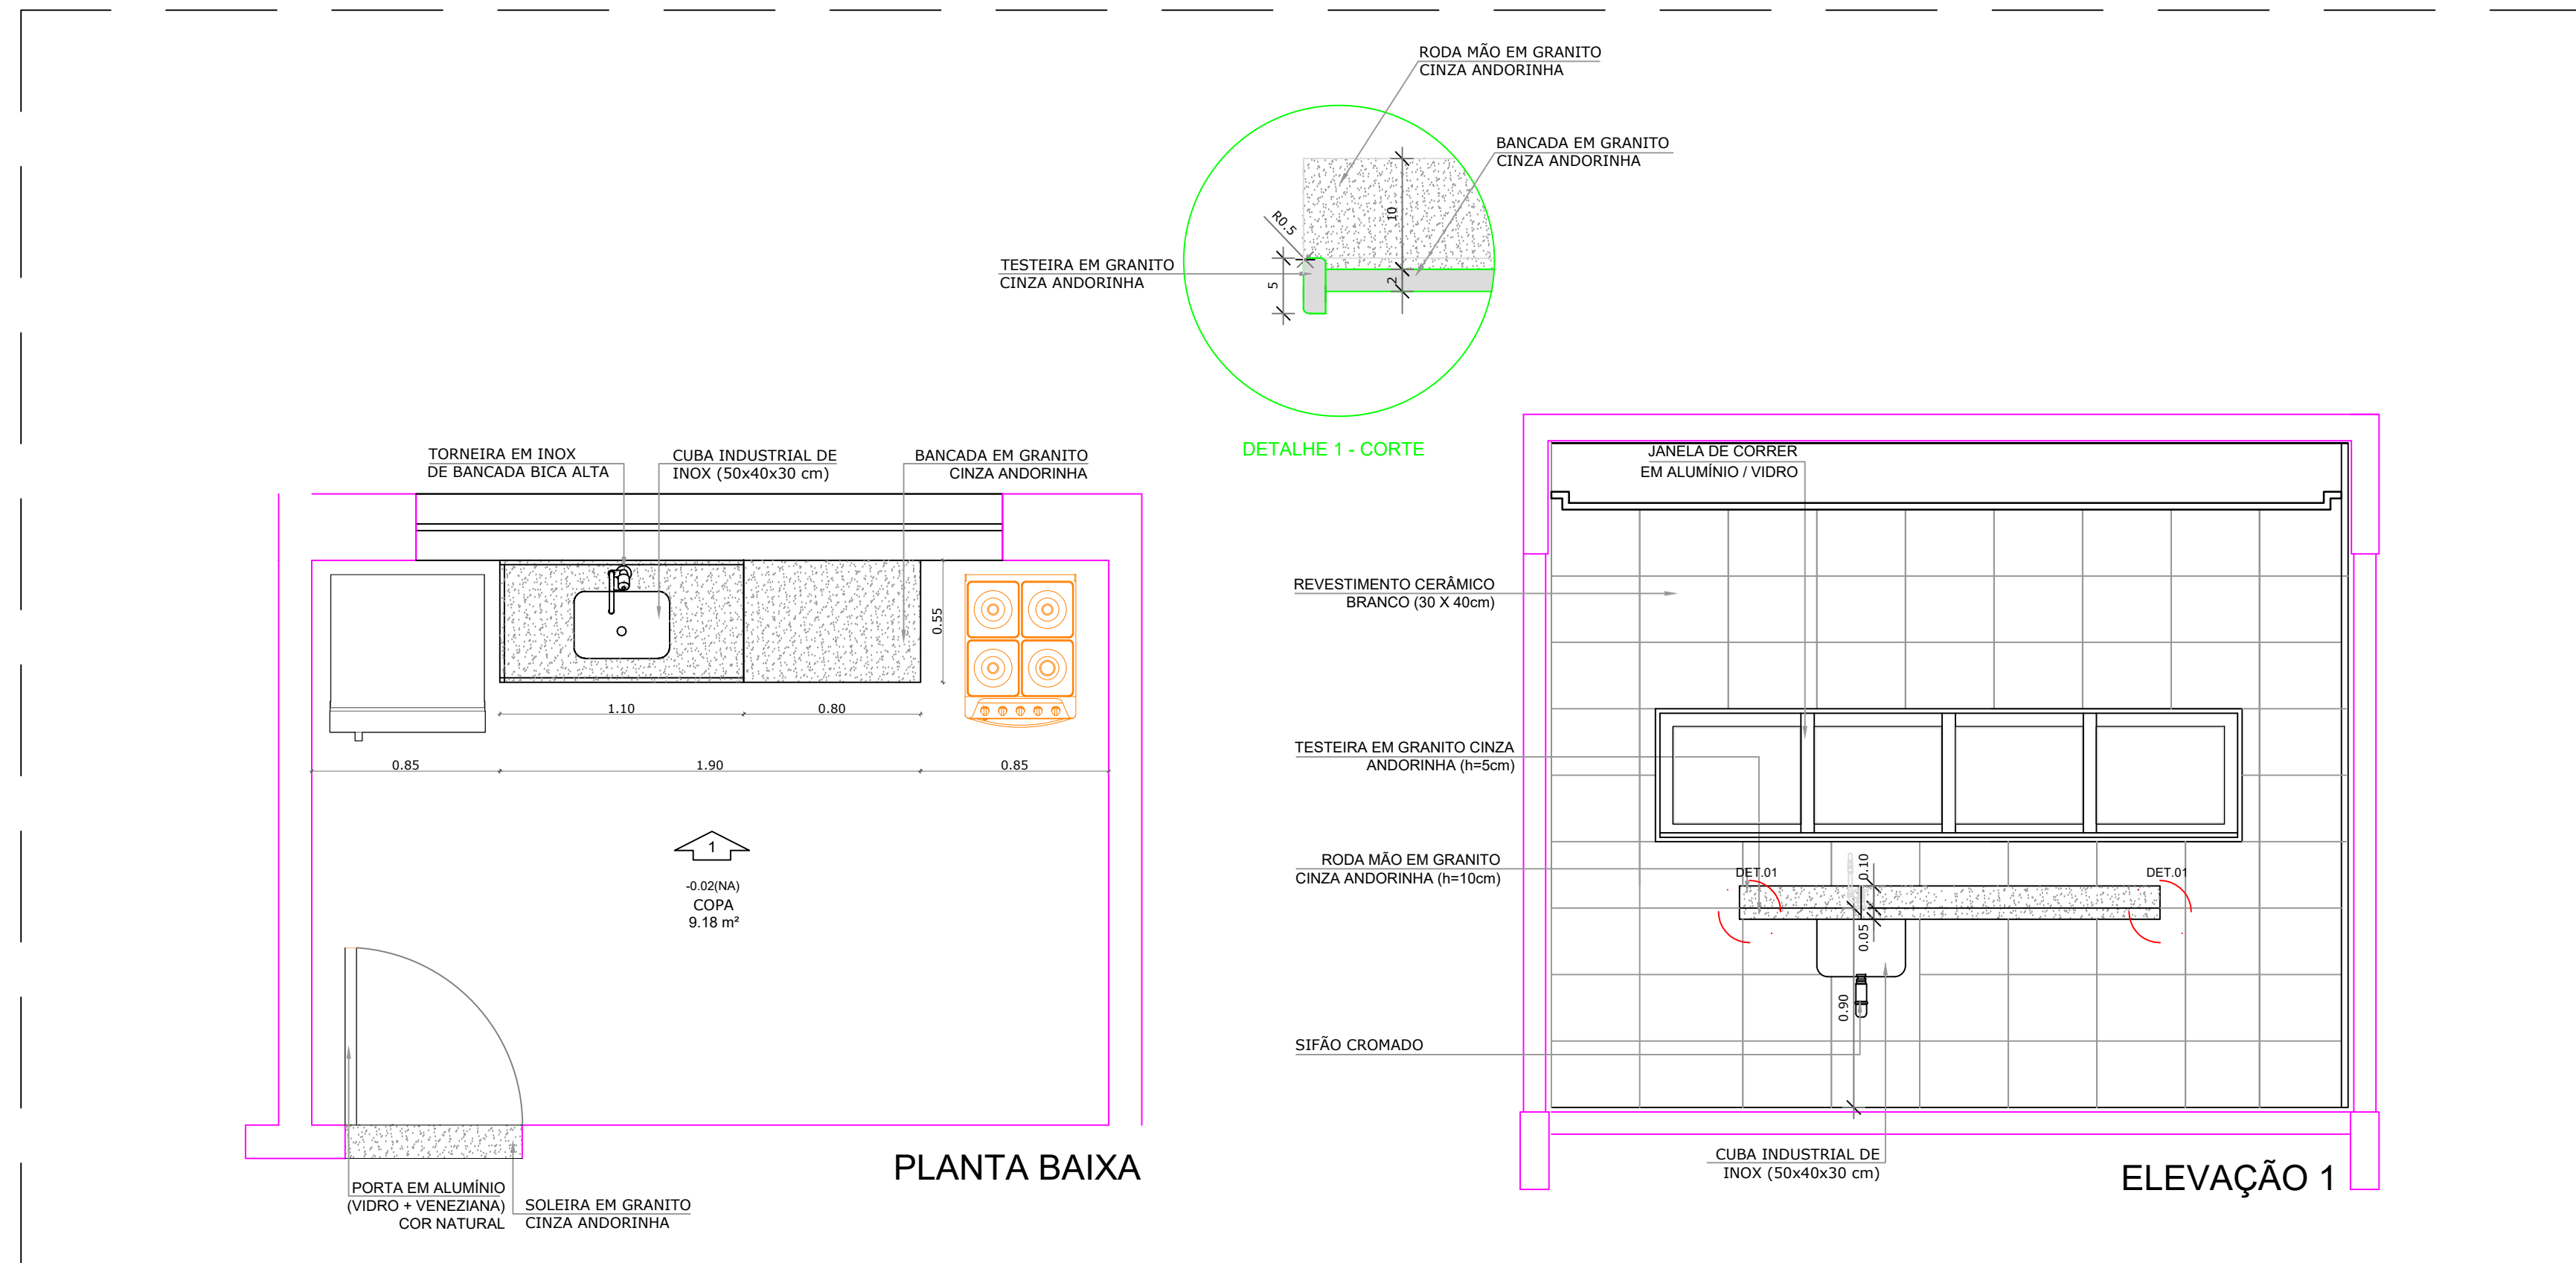 RODA MÃO EM GRANITO
CINZA ANDORINHA
BANCADA EM GRANITO
CINZA ANDORINHA
10
R0.5
TESTEIRA EM GRANITO
CINZA ANDORINHA
5
2
DETALHE 1 - CORTE
TORNEIRA EM INOX
DE BANCADA BICA ALTA
CUBA INDUSTRIAL DE
INOX (50x40x30 cm)
BANCADA EM GRANITO
CINZA ANDORINHA
0.55
1.10
0.80
0.85
1.90
0.85
1
-0.02(NA)
COPA
9.18 m²
PLANTA BAIXA
PORTA EM ALUMÍNIO
(VIDRO + VENEZIANA)
COR NATURAL
SOLEIRA EM GRANITO
CINZA ANDORINHA
JANELA DE CORRER
EM ALUMÍNIO / VIDRO
REVESTIMENTO CERÂMICO
BRANCO (30 X 40cm)
TESTEIRA EM GRANITO CINZA
ANDORINHA (h=5cm)
RODA MÃO EM GRANITO
CINZA ANDORINHA (h=10cm)
DET.01
0.10
DET.01
0.05
0.90
SIFÃO CROMADO
CUBA INDUSTRIAL DE
INOX (50x40x30 cm)
ELEVAÇÃO 1